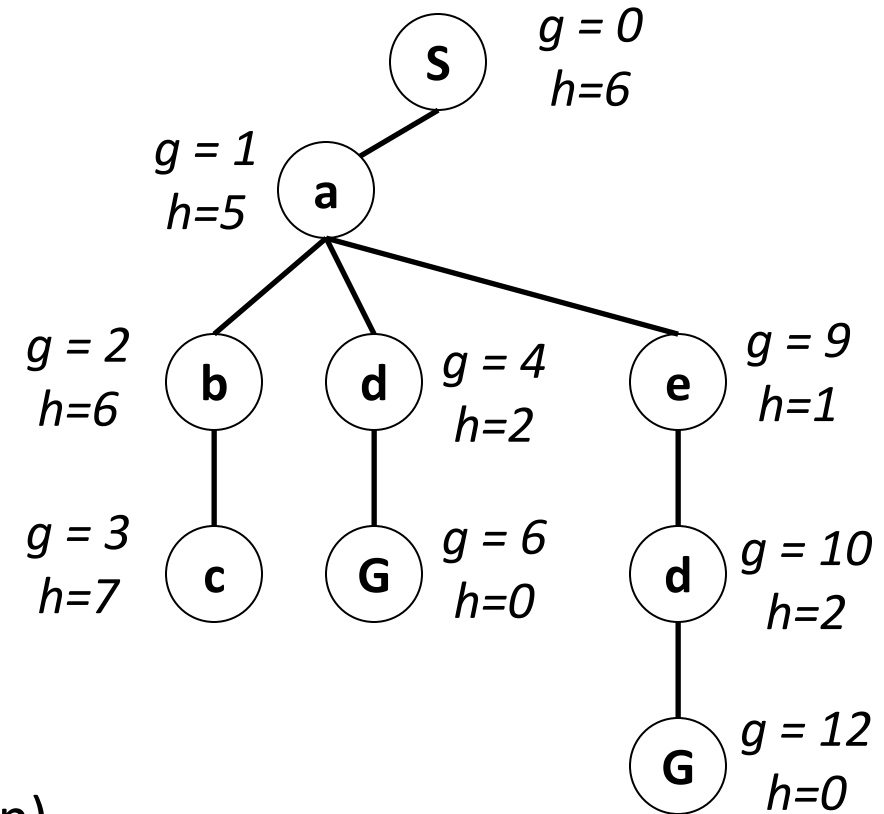 S
g = 0
h=6
g = 1
h=5
a
g = 2
h=6
b
d
g = 4
h=2
e
g = 9
h=1
g = 3
h=7
c
G
g = 6
h=0
d
g = 10
h=2
G
g = 12
h=0